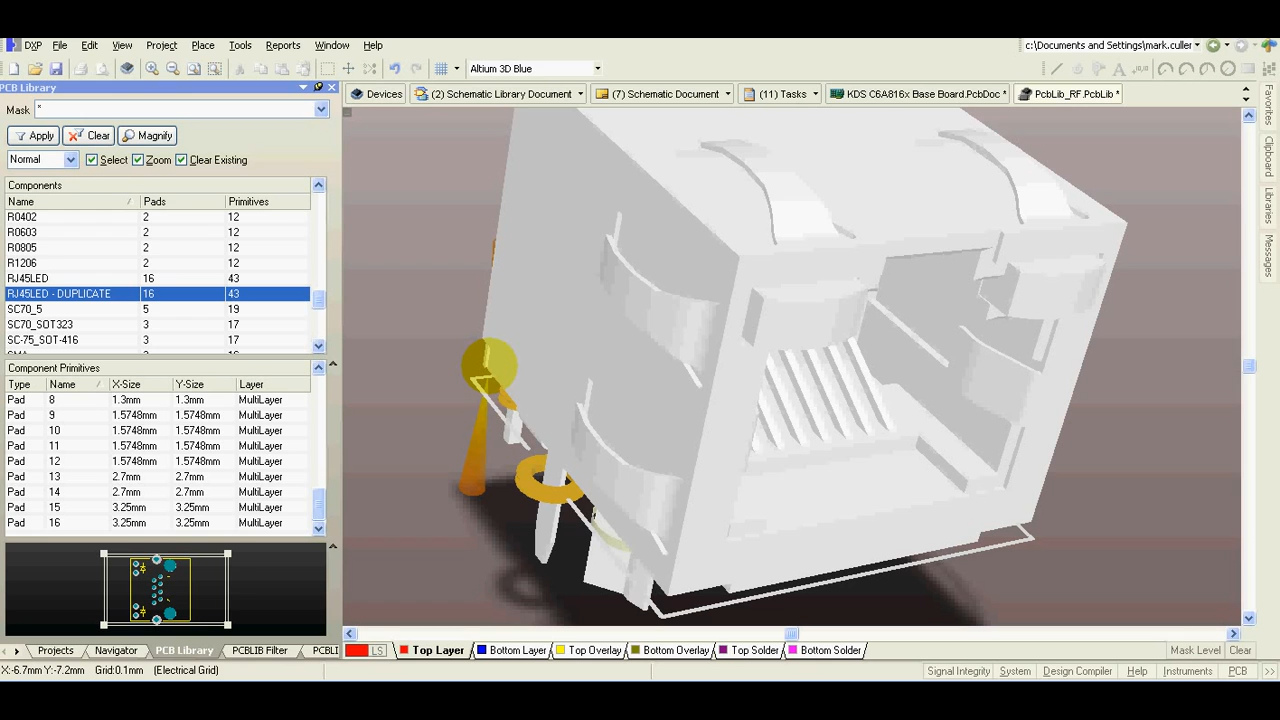 DXP File Edit View Project Place Tools Reports Window Help c:\Documents and Settings\mark.culler
Altium 3D Blue
PCB Library
Devices (2) Schematic Library Document (7) Schematic Document (11) Tasks KDS C6A816x Base Board.PcbDoc * PcbLib_RF.PcbLib *
Mask *
Apply Clear Magnify
Normal Select Zoom Clear Existing
Components
Name Pads Primitives
R0402 2 12
R0603 2 12
R0805 2 12
R1206 2 12
RJ45LED 16 43
RJ45LED - DUPLICATE 16 43
SC70_5 5 19
SC70_SOT323 3 17
SC-75_SOT-416 3 17
Component Primitives
Type Name X-Size Y-Size Layer
Pad 8 1.3mm 1.3mm MultiLayer
Pad 9 1.5748mm 1.5748mm MultiLayer
Pad 10 1.5748mm 1.5748mm MultiLayer
Pad 11 1.5748mm 1.5748mm MultiLayer
Pad 12 1.5748mm 1.5748mm MultiLayer
Pad 13 2.7mm 2.7mm MultiLayer
Pad 14 2.7mm 2.7mm MultiLayer
Pad 15 3.25mm 3.25mm MultiLayer
Pad 16 3.25mm 3.25mm MultiLayer
Favorites
Clipboard
Libraries
Messages
Projects Navigator PCB Library PCBLIB Filter PCBLI
LS Top Layer Bottom Layer Top Overlay Bottom Overlay Top Solder Bottom Solder Mask Level Clear
X:-6.7mm Y:-7.2mm Grid:0.1mm (Electrical Grid) Signal Integrity System Design Compiler Help Instruments PCB >>